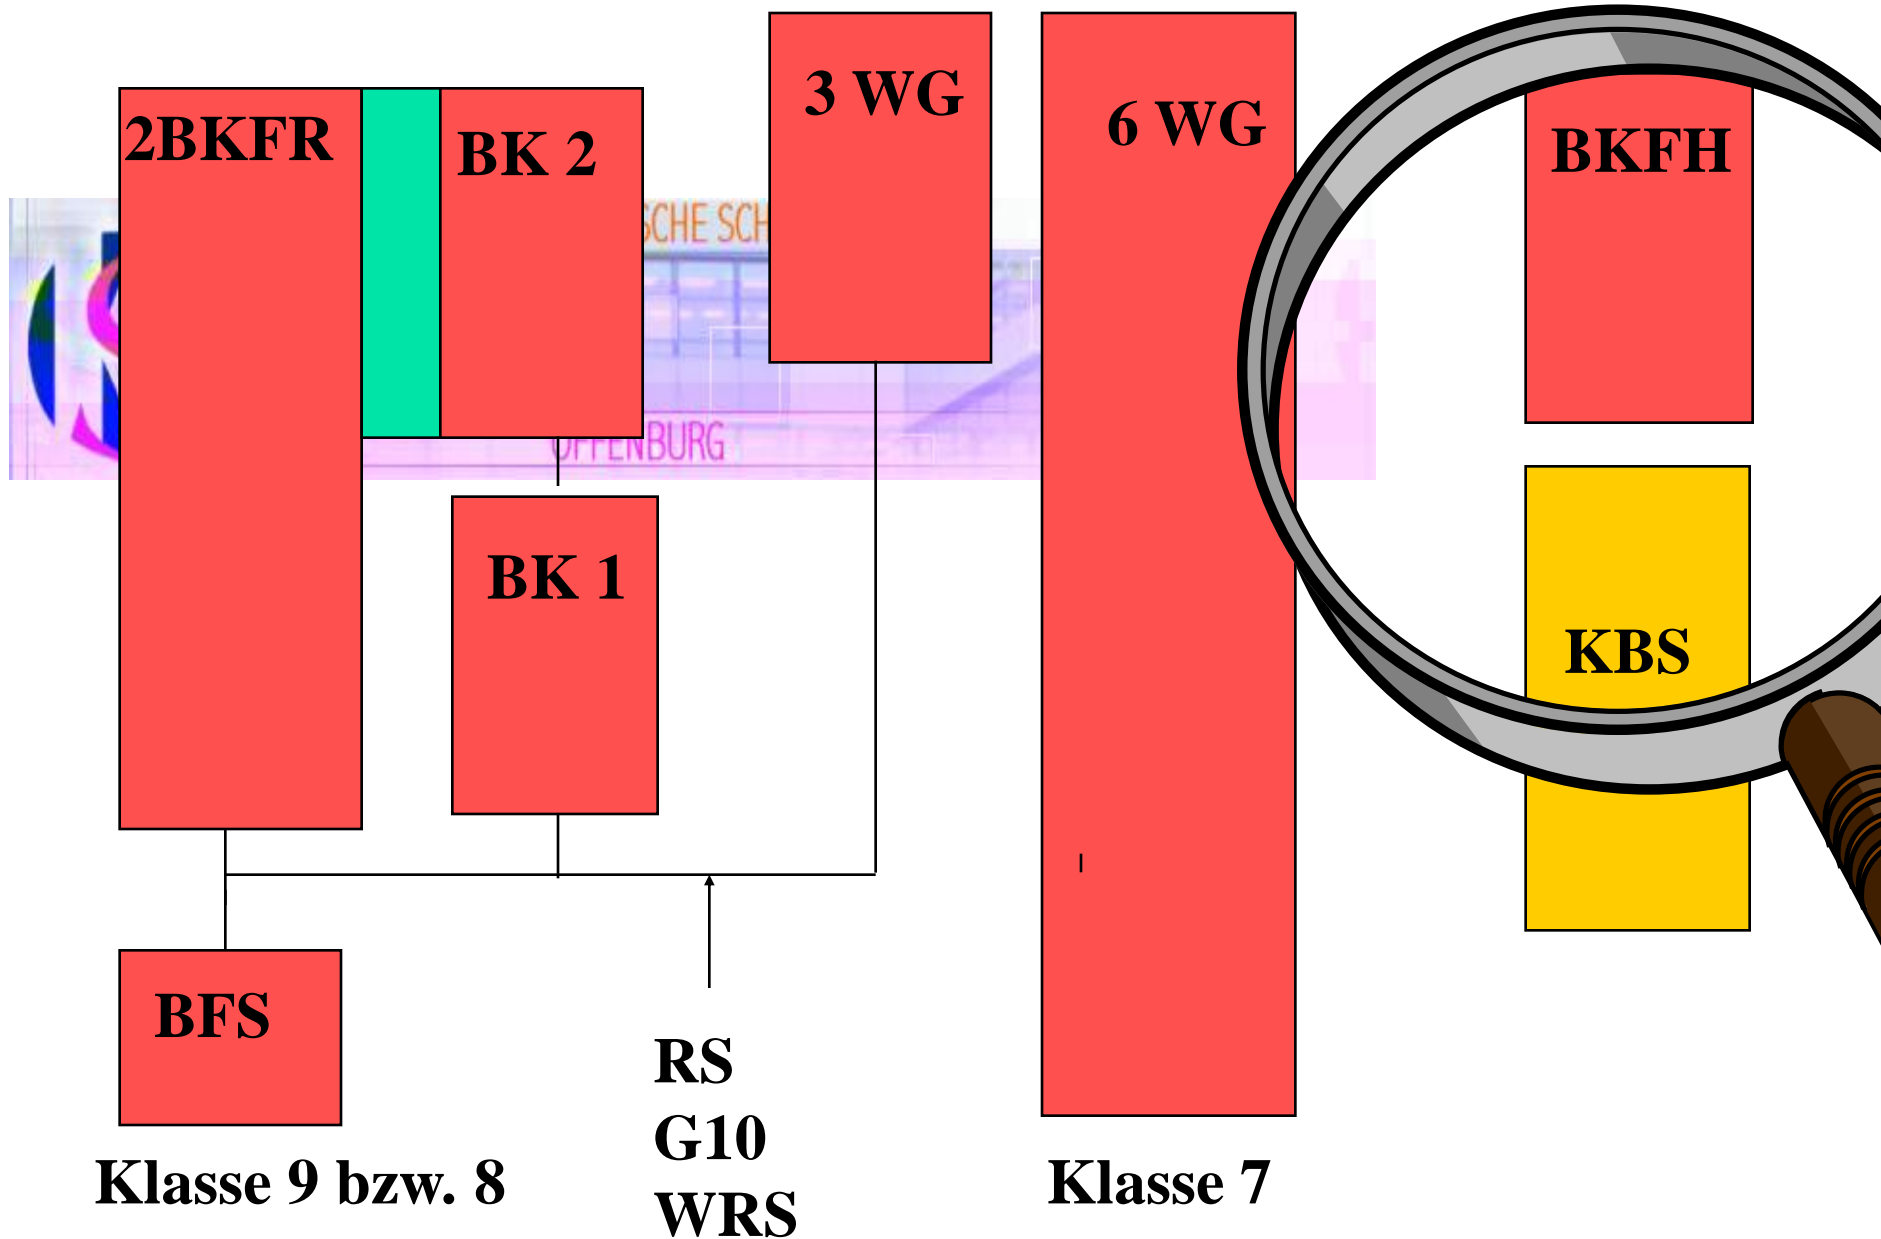 3 WG
6 WG
2BKFR
BK 2
BKFH
SCHE SCH
OFFENBURG
BK 1
KBS
BFS
RS
G10
WRS
Klasse 9 bzw. 8
Klasse 7